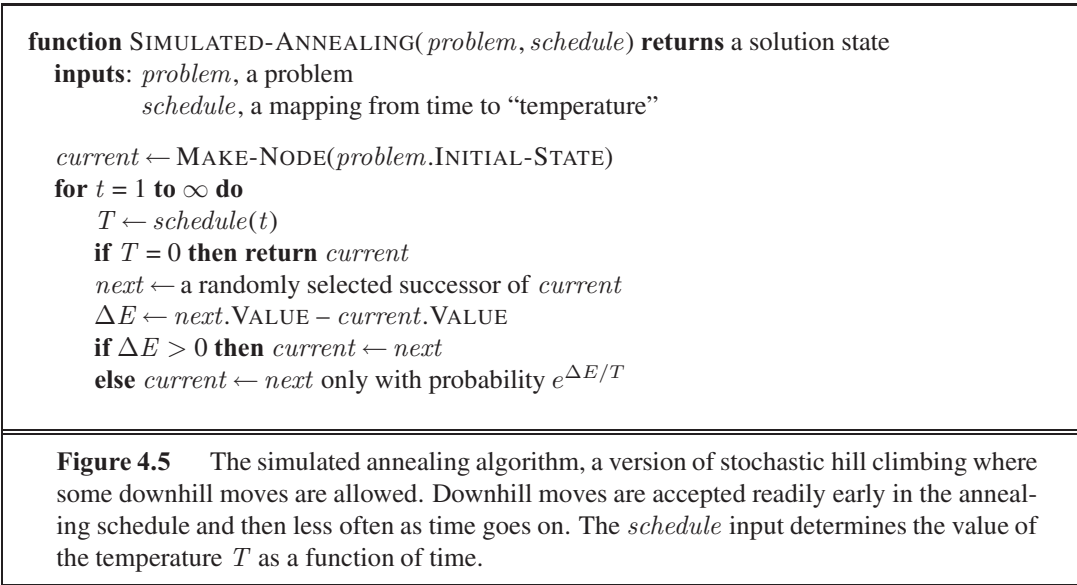 function SIMULATED-ANNEALING(problem, schedule) returns a solution state
inputs: problem, a problem
schedule, a mapping from time to “temperature”
current ← MAKE-NODE(problem.INITIAL-STATE)
for t = 1 to ∞ do
T ← schedule(t)
if T = 0 then return current
next ← a randomly selected successor of current
ΔE ← next.VALUE – current.VALUE
if ΔE > 0 then current ← next
else current ← next only with probability e^{ΔE/T}
Figure 4.5 The simulated annealing algorithm, a version of stochastic hill climbing where
some downhill moves are allowed. Downhill moves are accepted readily early in the anneal-
ing schedule and then less often as time goes on. The schedule input determines the value of
the temperature T as a function of time.